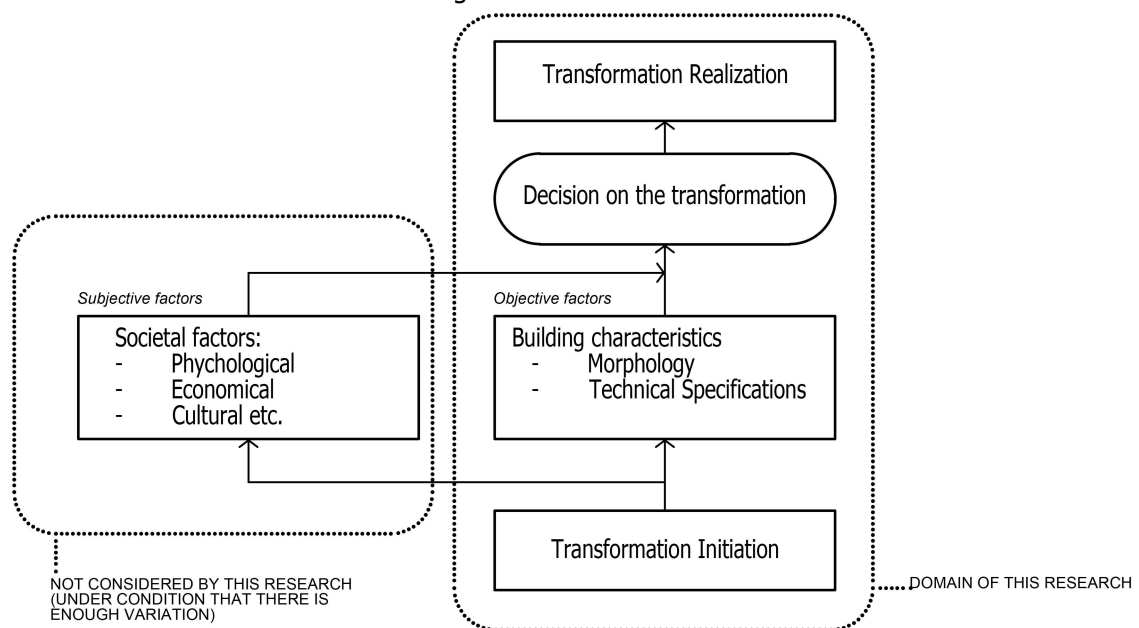 Transformation Realization
Decision on the transformation
Subjective factors
Societal factors:
- Phychological
- Economical
- Cultural etc.
Objective factors
Building characteristics
- Morphology
- Technical Specifications
Transformation Initiation
NOT CONSIDERED BY THIS RESEARCH
(UNDER CONDITION THAT THERE IS
ENOUGH VARIATION)
DOMAIN OF THIS RESEARCH